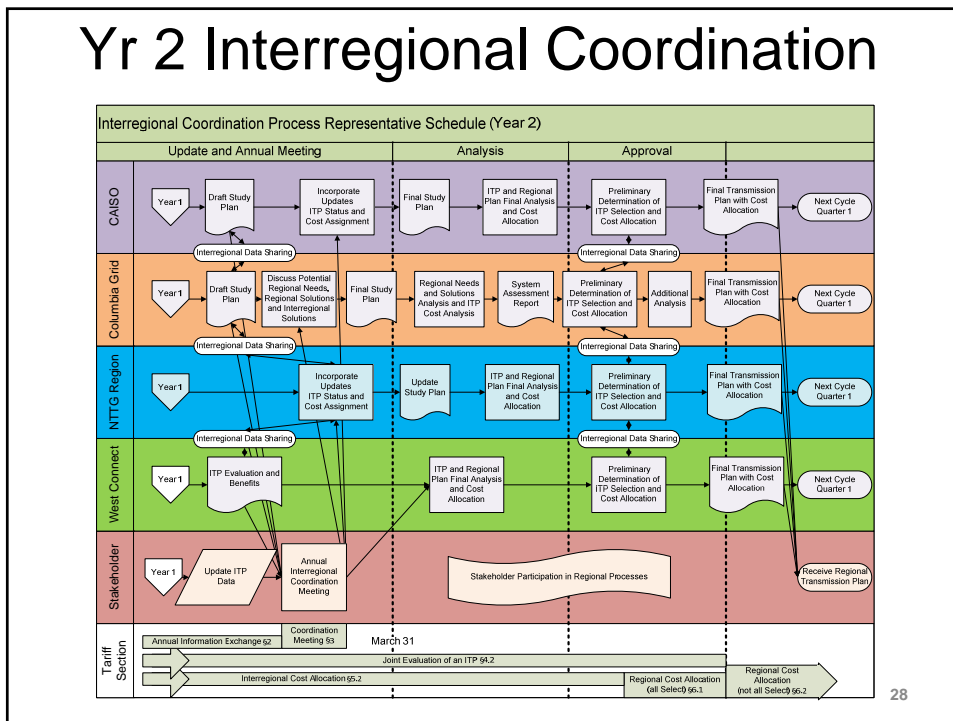 Yr 2 Interregional Coordination
Interregional Coordination Process Representative Schedule (Year 2)
Update and Annual Meeting
Analysis
Approval
CAISO
Year 1
Draft Study
Plan
Incorporate
Updates
ITP Status and
Cost Assignment
Final Study
Plan
ITP and Regional
Plan Final Analysis
and Cost
Allocation
Preliminary
Determination of
ITP Selection and
Cost Allocation
Final Transmission
Plan with Cost
Allocation
Next Cycle
Quarter 1
Interregional Data Sharing
Interregional Data Sharing
Columbia Grid
Year 1
Draft Study
Plan
Discuss Potential
Regional Needs,
Regional Solutions
and Interregional
Solutions
Final Study
Plan
Regional Needs
and Solutions
Analysis and ITP
Cost Analysis
System
Assessment
Report
Preliminary
Determination of
ITP Selection and
Cost Allocation
Additional
Analysis
Final Transmission
Plan with Cost
Allocation
Next Cycle
Quarter 1
Interregional Data Sharing
Interregional Data Sharing
NTTG Region
Year 1
Incorporate
Updates
ITP Status and
Cost Assignment
Update
Study Plan
ITP and Regional
Plan Final Analysis
and Cost
Allocation
Preliminary
Determination of
ITP Selection and
Cost Allocation
Final Transmission
Plan with Cost
Allocation
Next Cycle
Quarter 1
Interregional Data Sharing
Interregional Data Sharing
West Connect
Year 1
ITP Evaluation and
Benefits
ITP and Regional
Plan Final Analysis
and Cost
Allocation
Preliminary
Determination of
ITP Selection and
Cost Allocation
Final Transmission
Plan with Cost
Allocation
Next Cycle
Quarter 1
Stakeholder
Year 1
Update ITP
Data
Annual
Interregional
Coordination
Meeting
Stakeholder Participation in Regional Processes
Receive Regional
Transmission Plan
Tariff
Section
Annual Information Exchange §2
Coordination
Meeting §3
March 31
Joint Evaluation of an ITP §4.2
Interregional Cost Allocation §5.2
Regional Cost Allocation
(all Select) §6.1
Regional Cost
Allocation
(not all Select) §6.2
28